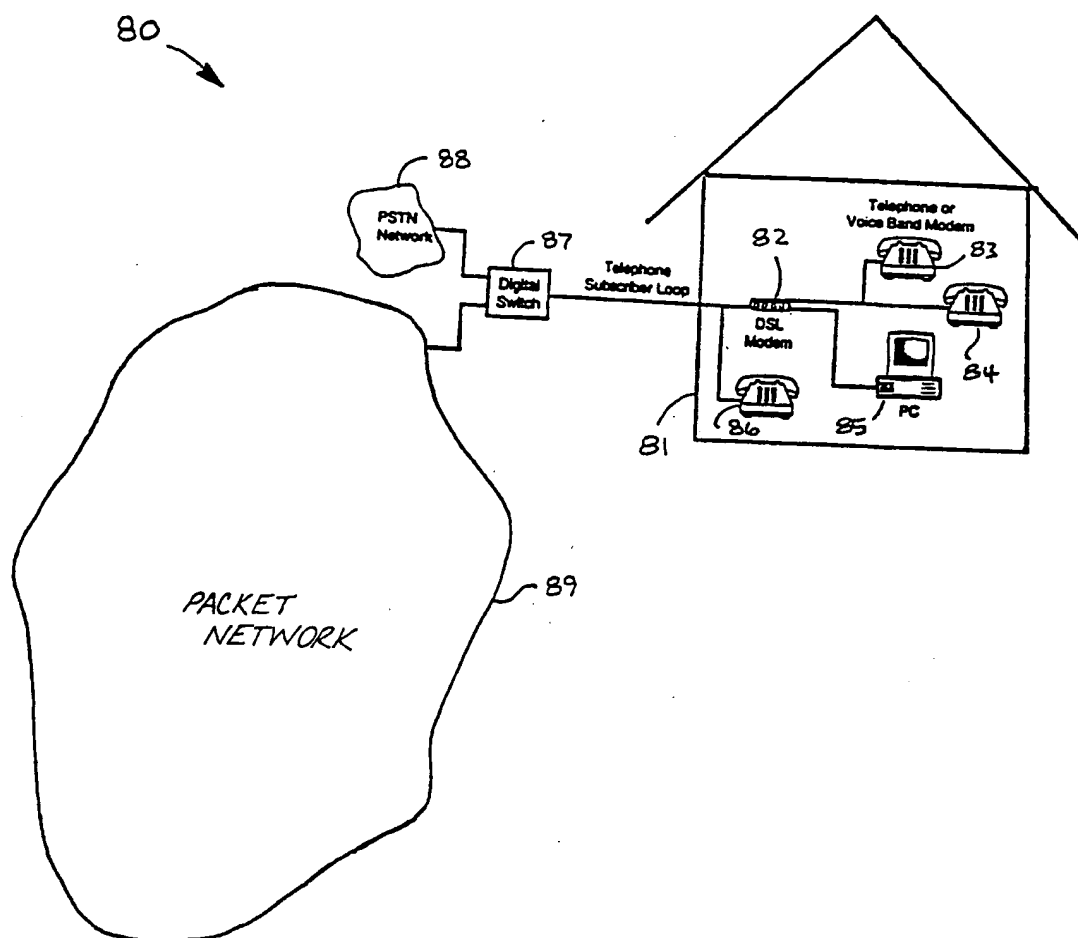 80
88
PSTN
Network
87
Digital
Switch
Telephone
Subscriber Loop
82
DSL
Modem
Telephone or
Voice Band Modem
83
84
85
PC
86
81
89
PACKET
NETWORK